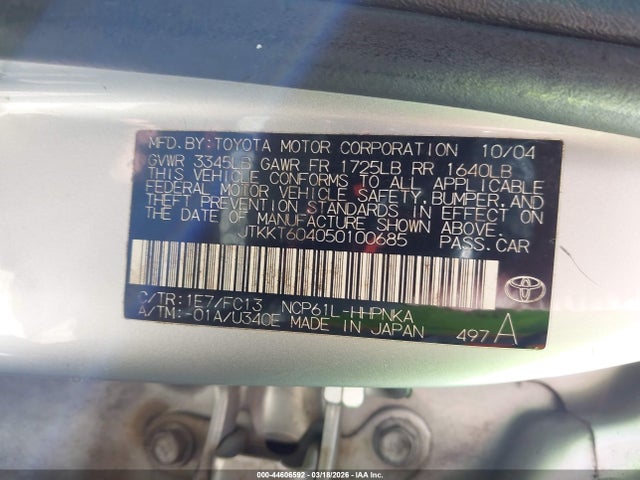 MFD. BY: TOYOTA MOTOR CORPORATION 10/04
GVWR 3345LB GAWR FR 1725LB RR 1640LB
THIS VEHICLE CONFORMS TO ALL APPLICABLE
FEDERAL MOTOR VEHICLE SAFETY, BUMPER, AND
THEFT PREVENTION STANDARDS IN EFFECT ON
THE DATE OF MANUFACTURE SHOWN ABOVE.
JTKKT604050100685 PASS. CAR
C/TR: 1E7/FC13 NCP61L-HHPNKA
A/TM: -01A/U340E MADE IN JAPAN 497 A
TOYOTA
000-44606592 - 03/18/2026 - IAA Inc.